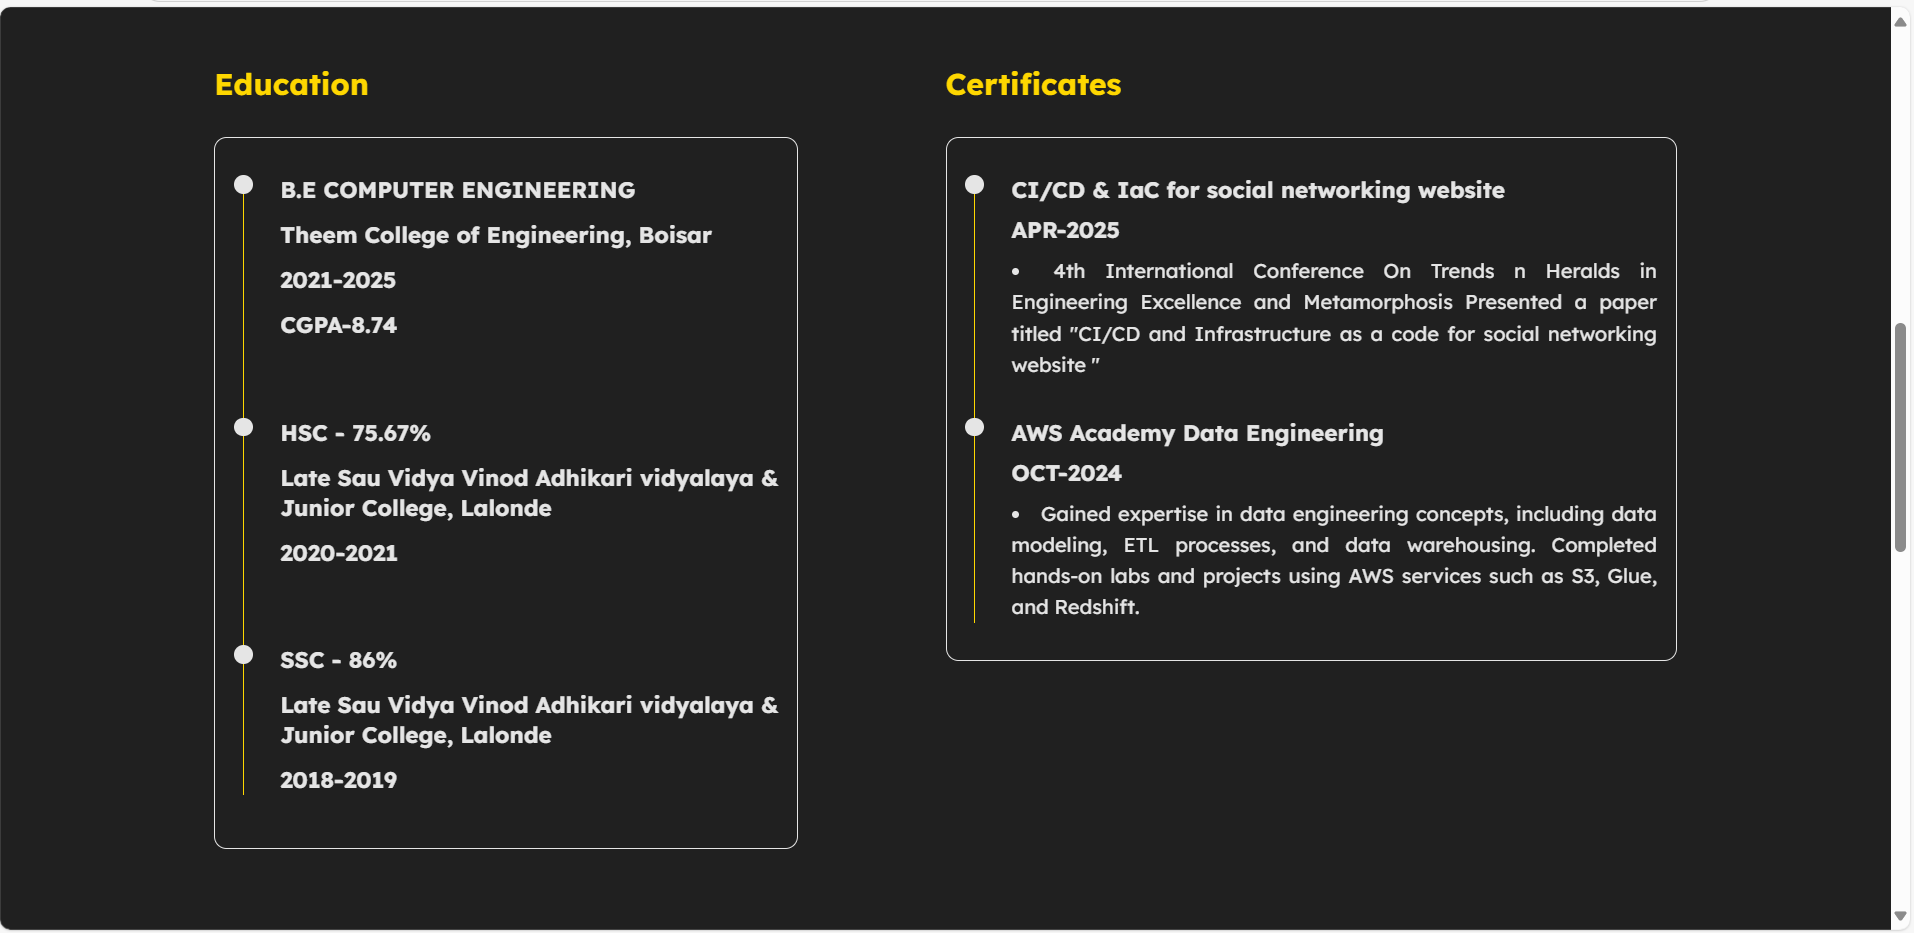 Education
B.E COMPUTER ENGINEERING
Theem College of Engineering, Boisar
2021-2025
CGPA-8.74
HSC - 75.67%
Late Sau Vidya Vinod Adhikari vidyalaya &
Junior College, Lalonde
2020-2021
SSC - 86%
Late Sau Vidya Vinod Adhikari vidyalaya &
Junior College, Lalonde
2018-2019
Certificates
CI/CD & IaC for social networking website
APR-2025
• 4th International Conference On Trends n Heralds in
Engineering Excellence and Metamorphosis Presented a paper
titled "CI/CD and Infrastructure as a code for social networking
website "
AWS Academy Data Engineering
OCT-2024
• Gained expertise in data engineering concepts, including data
modeling, ETL processes, and data warehousing. Completed
hands-on labs and projects using AWS services such as S3, Glue,
and Redshift.